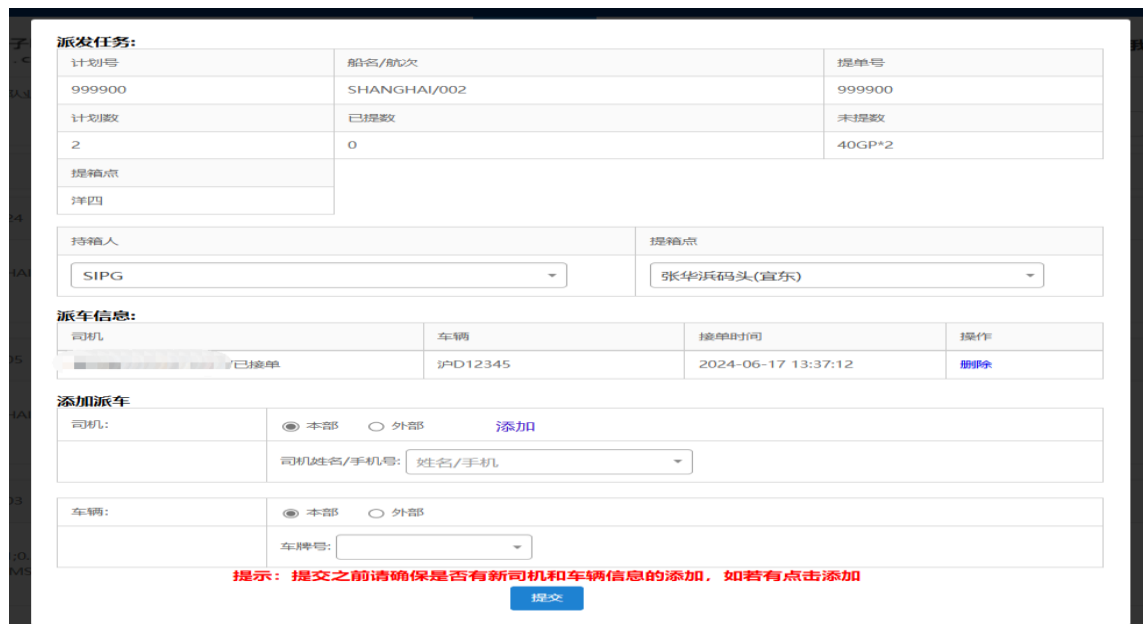 派发任务:
计划号 船名/航次 提单号
999900 SHANGHAI/002 999900
计划数 已提数 未提数
2 0 40GP*2
提箱点
洋四
持箱人 提箱点
SIPG 张华浜码头(宜东)
派车信息:
司机 车辆 接单时间 操作
/已接单 沪D12345 2024-06-17 13:37:12 删除
添加派车
司机: 本部 外部 添加
司机姓名/手机号: 姓名/手机
车辆: 本部 外部
车牌号:
提示：提交之前请确保是否有新司机和车辆信息的添加，如若有点击添加
提交